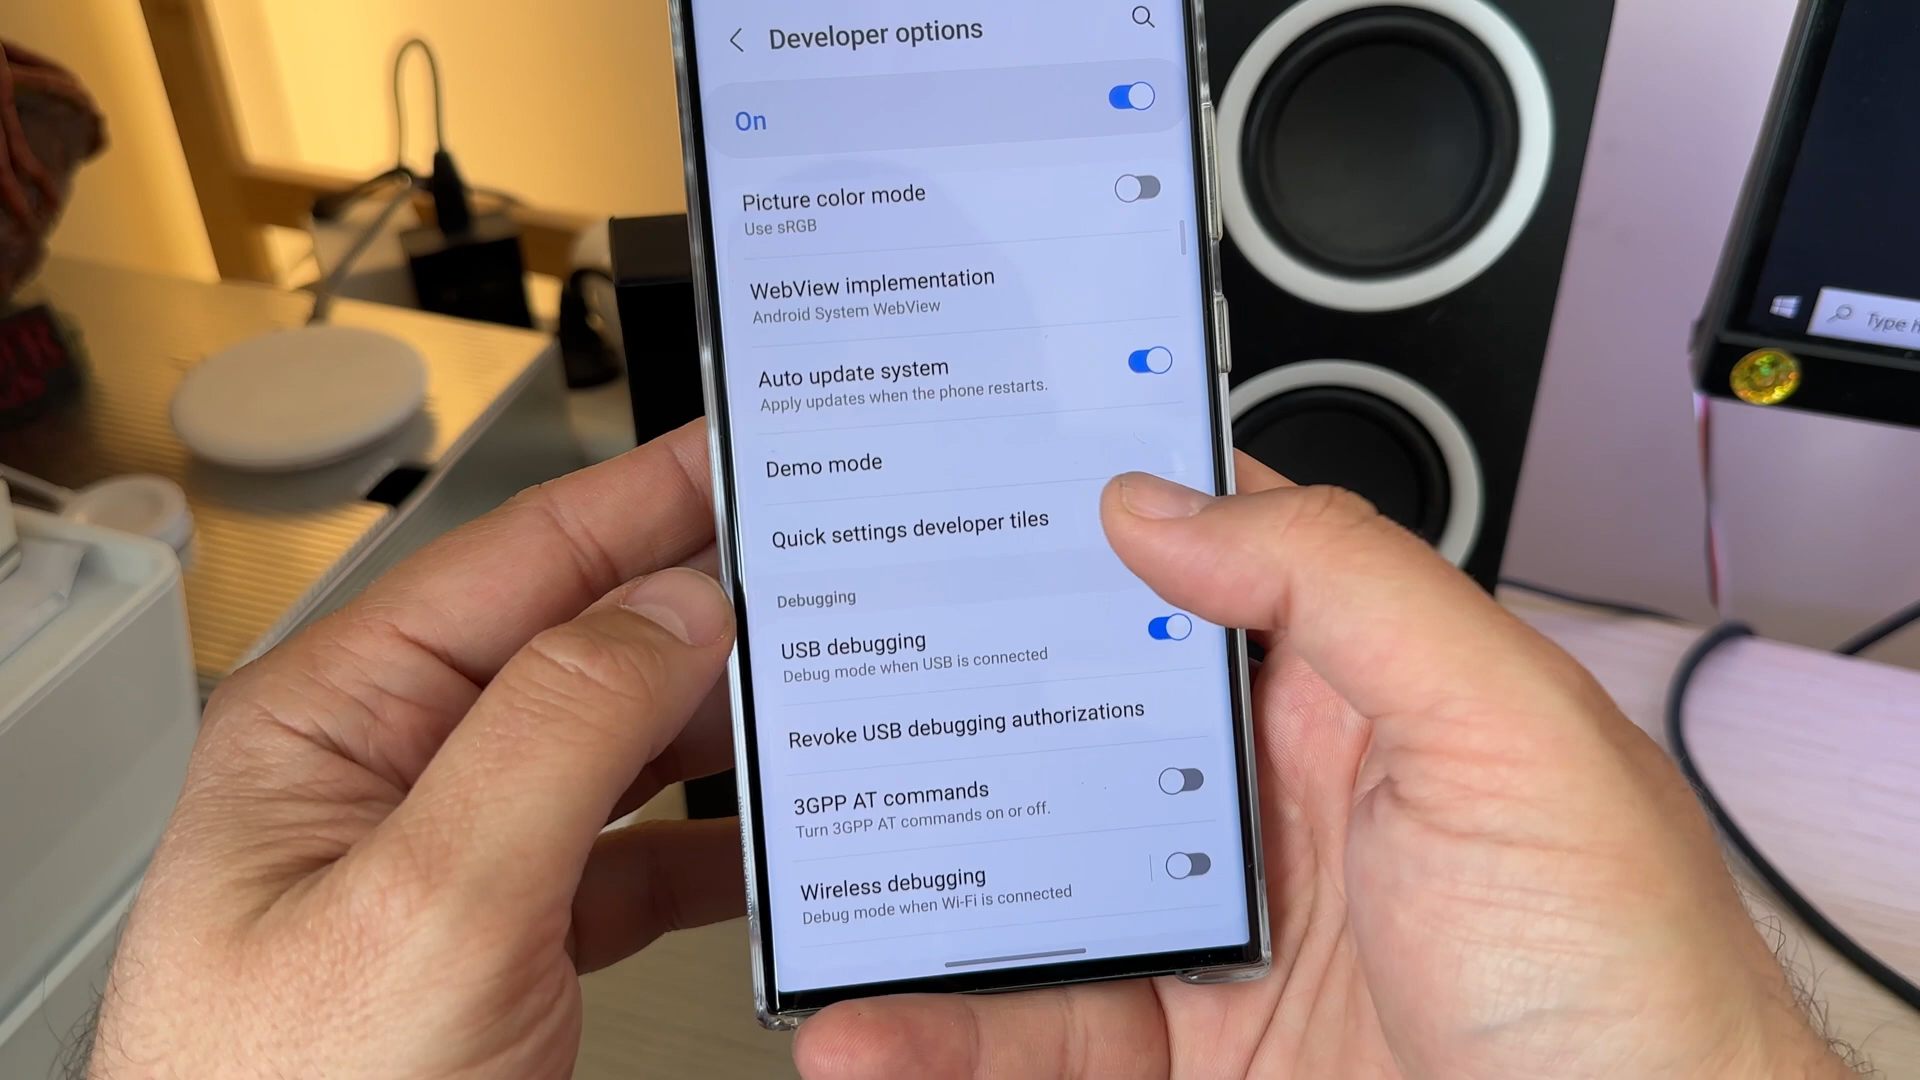 Developer options
On
Picture color mode
Use sRGB
WebView implementation
Android System WebView
Auto update system
Apply updates when the phone restarts.
Demo mode
Quick settings developer tiles
Debugging
USB debugging
Debug mode when USB is connected
Revoke USB debugging authorizations
3GPP AT commands
Turn 3GPP AT commands on or off.
Wireless debugging
Debug mode when Wi-Fi is connected
Type h